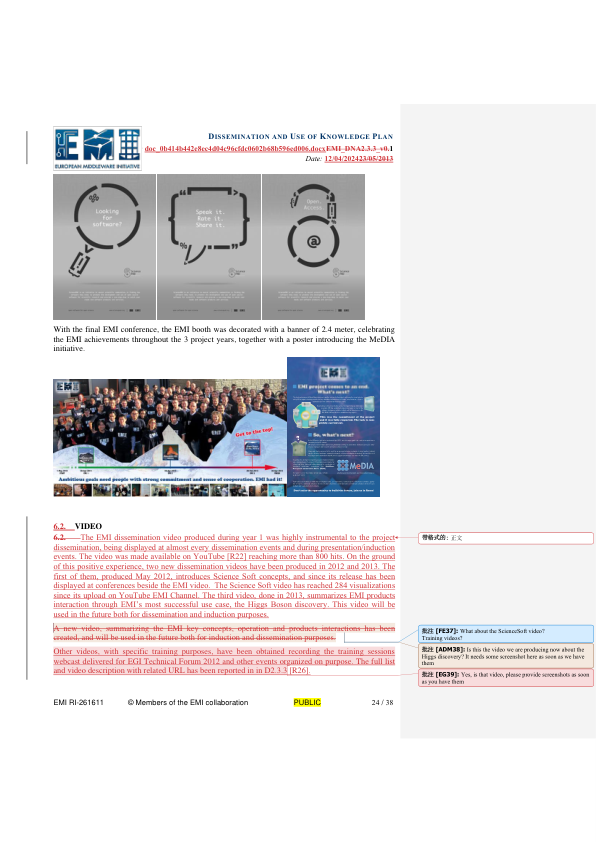 EMI
EUROPEAN MIDDLEWARE INITIATIVE
DISSEMINATION AND USE OF KNOWLEDGE PLAN
doc_0b414b442c8cc4d04c96cfdc0602b68b596ed006.docxEMI_DNA2.3.3_v0.1
Date: 12/04/202423/05/2013
Looking
for
software?
Speak it.
Rate it.
Share it.
Open
Access
@
With the final EMI conference, the EMI booth was decorated with a banner of 2.4 meter, celebrating
the EMI achievements throughout the 3 project years, together with a poster introducing the MeDIA
initiative.
Get to the top!
Ambitious goals need people with strong commitment and sense of cooperation. EMI had it!
EMI
EMI project comes to an end.
What's next?
So, what's next?
MeDIA
6.2. VIDEO
6.2. The EMI dissemination video produced during year 1 was highly instrumental to the project
dissemination, being displayed at almost every dissemination events and during presentation/induction
events. The video was made available on YouTube [R22] reaching more than 800 hits. On the ground
of this positive experience, two new dissemination videos have been produced in 2012 and 2013. The
first of them, produced May 2012, introduces Science Soft concepts, and since its release has been
displayed at conferences beside the EMI video. The Science Soft video has reached 284 visualizations
since its upload on YouTube EMI Channel. The third video, done in 2013, summarizes EMI products
interaction through EMI's most successful use case, the Higgs Boson discovery. This video will be
used in the future both for dissemination and induction purposes.
A new video, summarizing the EMI key concepts, operation and products interactions has been
created, and will be used in the future both for induction and dissemination purposes.
Other videos, with specific training purposes, have been obtained recording the training sessions
webcast delivered for EGI Technical Forum 2012 and other events organized on purpose. The full list
and video description with related URL has been reported in in D2.3.3 [R26].
带格式的: 正文
批注 [FE37]: What about the ScienceSoft video?
Training videos?
批注 [ADM38]: Is this the video we are producing now about the
Higgs discovery? It needs some screenshot here as soon as we have
them
批注 [EG39]: Yes, is that video, please provide screenshots as soon
as you have them
EMI RI-261611 © Members of the EMI collaboration PUBLIC 24 / 38